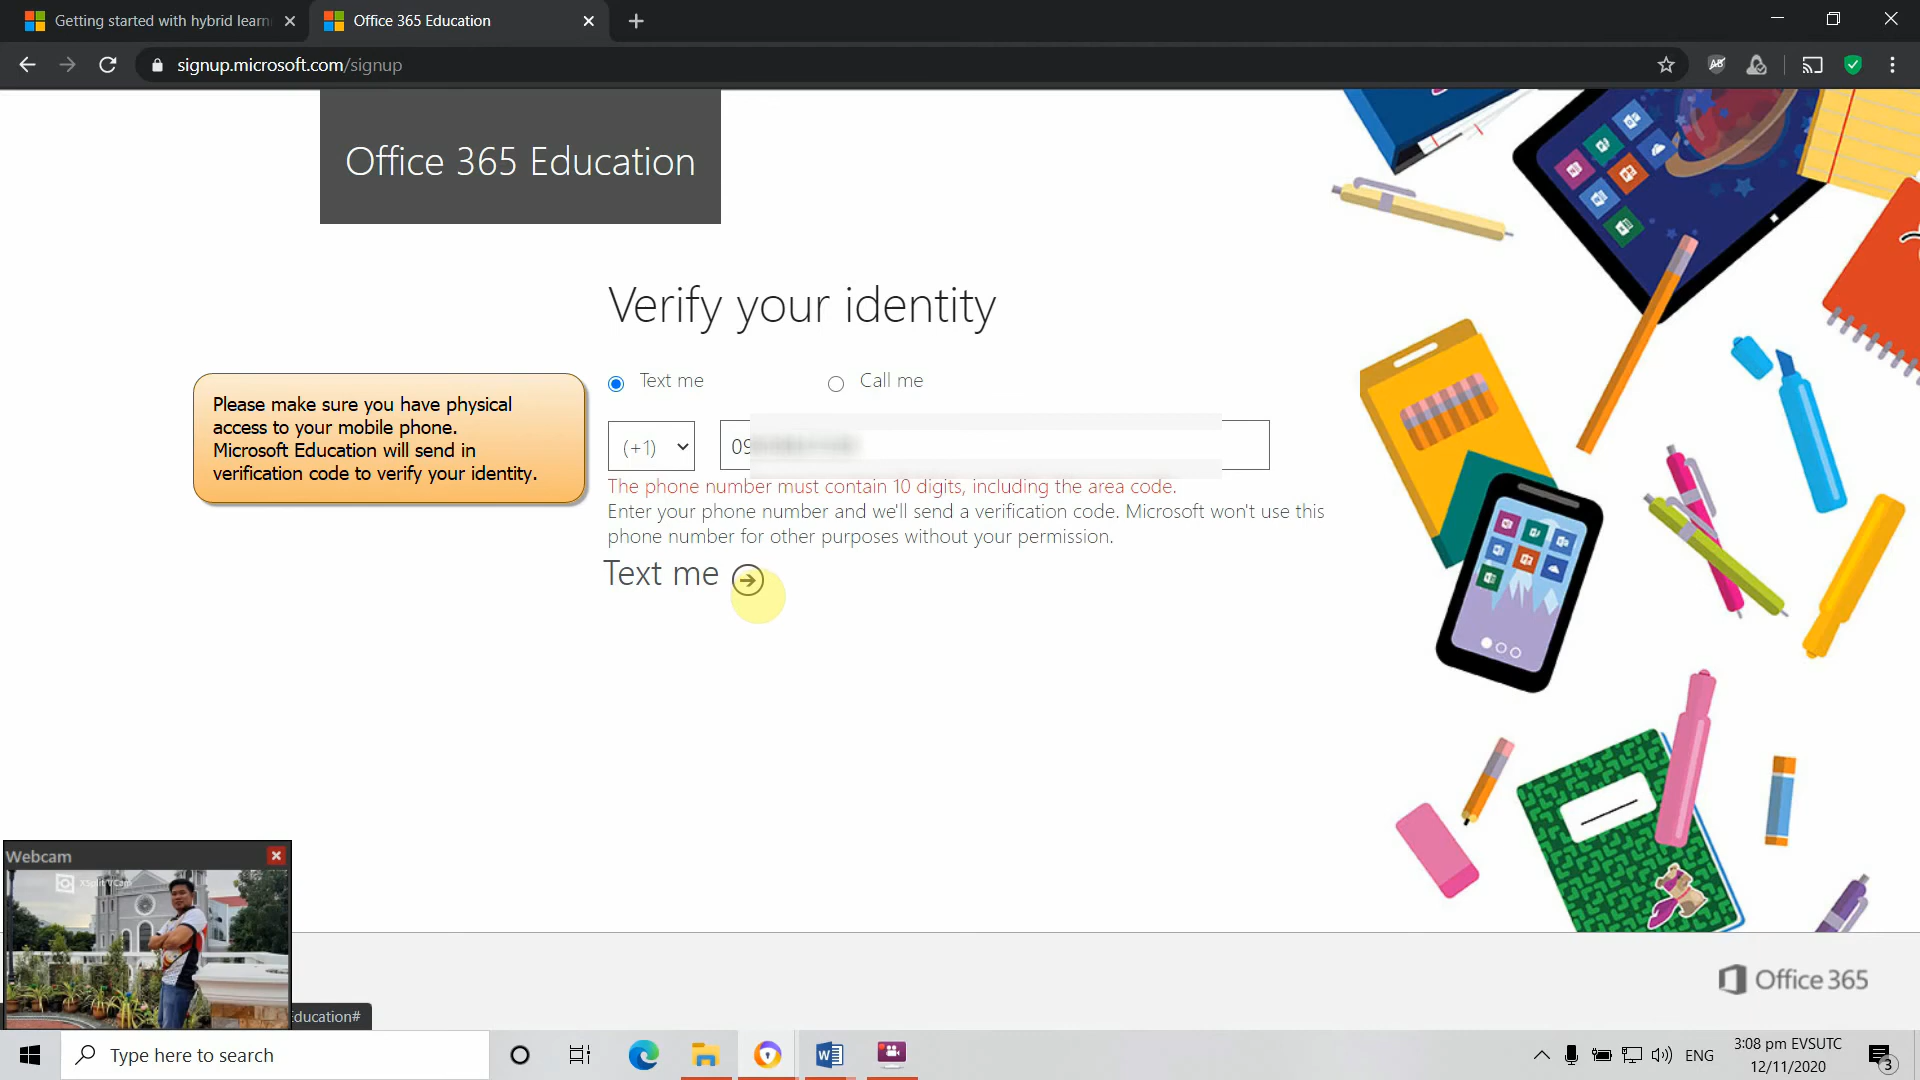 Getting started with hybrid learn
Office 365 Education
signup.microsoft.com/signup
Office 365 Education
Verify your identity
Text me
Call me
Please make sure you have physical
access to your mobile phone.
Microsoft Education will send in
verification code to verify your identity.
(+1)
09
The phone number must contain 10 digits, including the area code.
Enter your phone number and we'll send a verification code. Microsoft won't use this
phone number for other purposes without your permission.
Text me
Webcam
XSplit VCam
Education#
Office 365
Type here to search
ENG
3:08 pm EVSUTC
12/11/2020
3